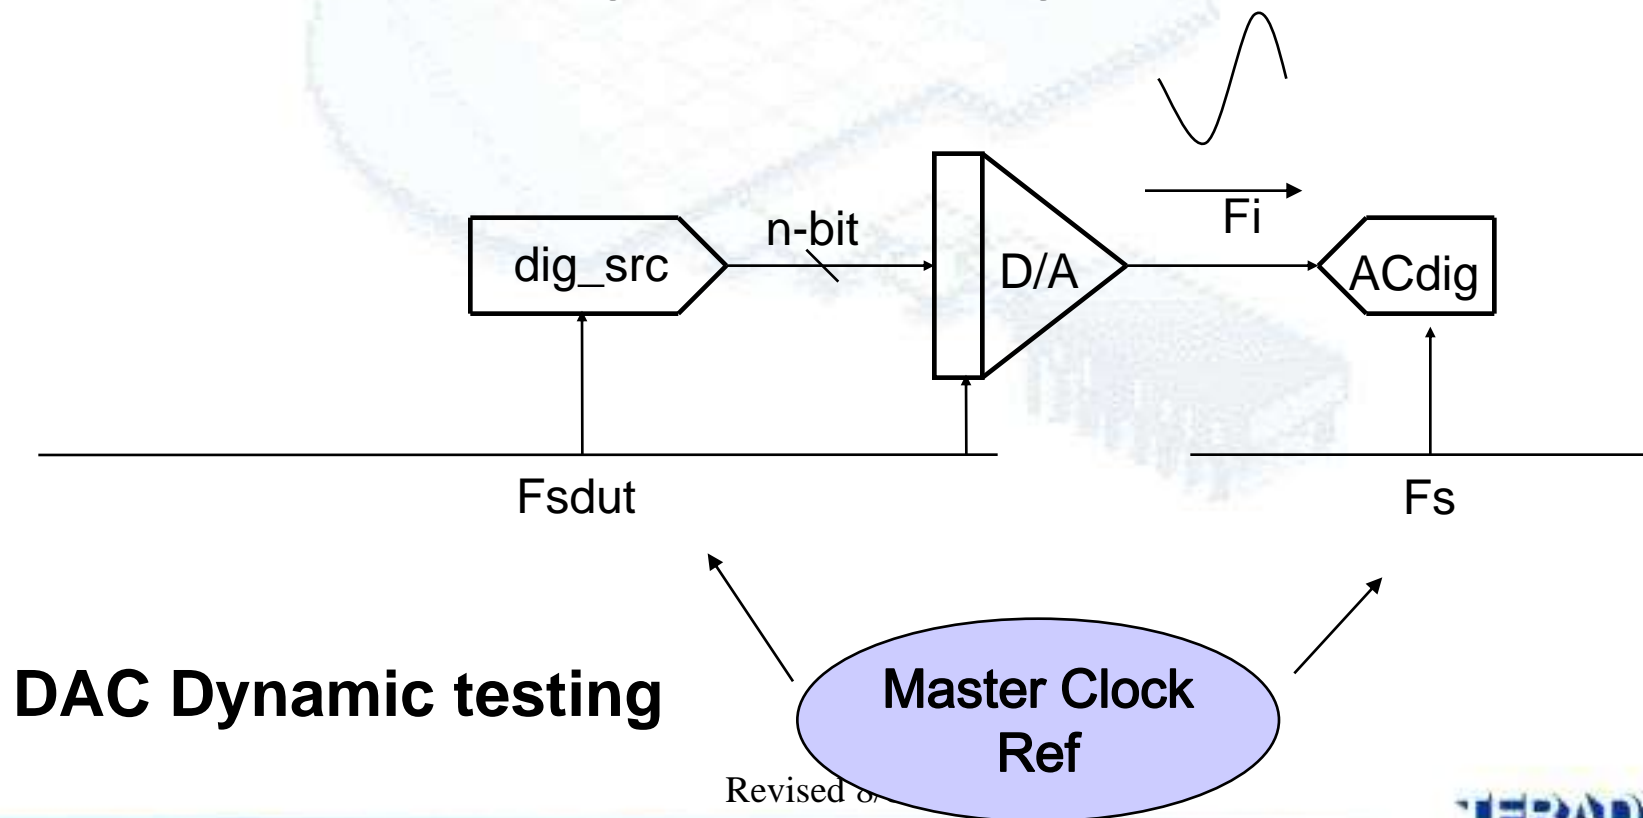 n-bit
Fi
dig_src
D/A
ACdig
Fsdut
Fs
DAC Dynamic testing
Master Clock
Ref
Revised